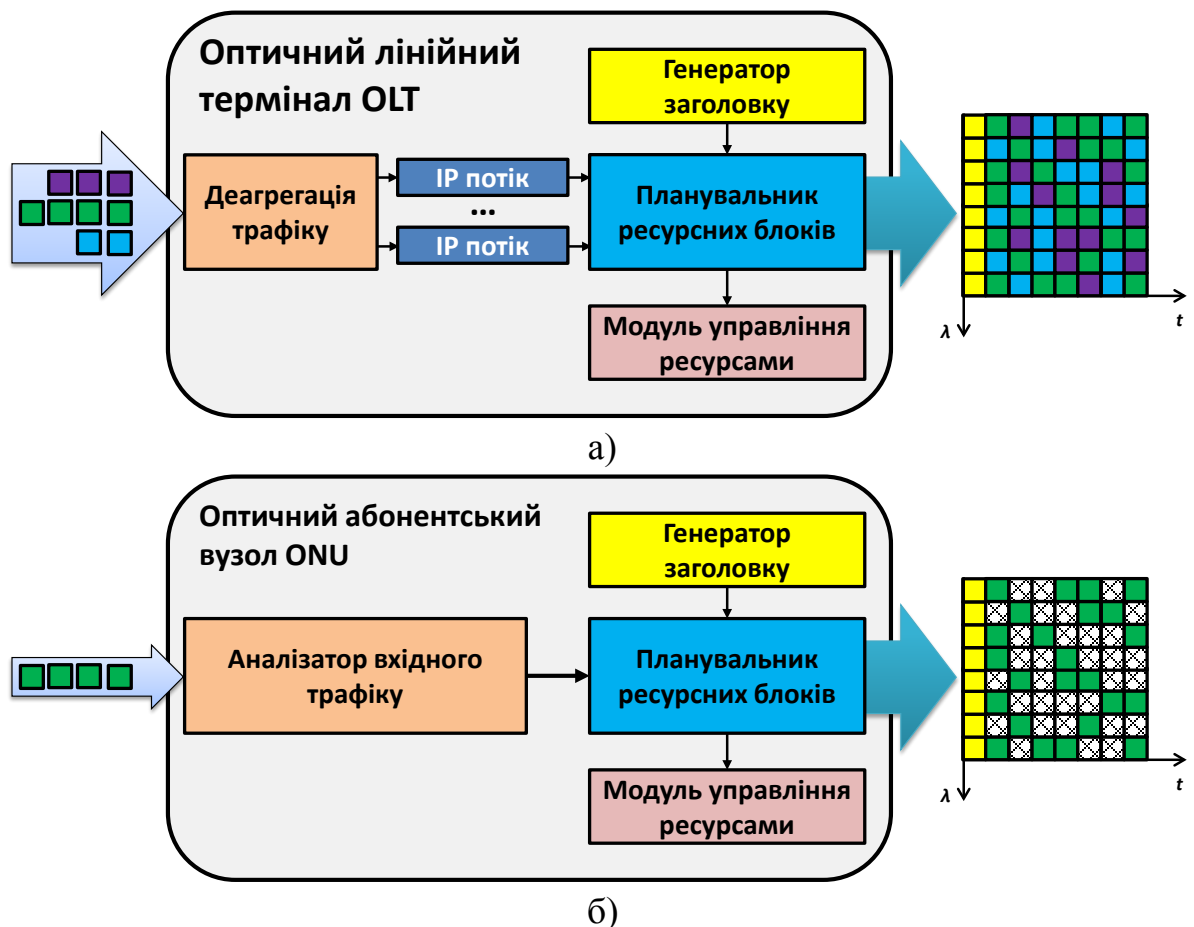 Оптичний лінійний
термінал OLT
Генератор
заголовку
Деагрегація
трафіку
IP потік
...
IP потік
Планувальник
ресурсних блоків
Модуль управління
ресурсами
λ
t
а)
Оптичний абонентський
вузол ONU
Генератор
заголовку
Аналізатор вхідного
трафіку
Планувальник
ресурсних блоків
Модуль управління
ресурсами
λ
t
б)